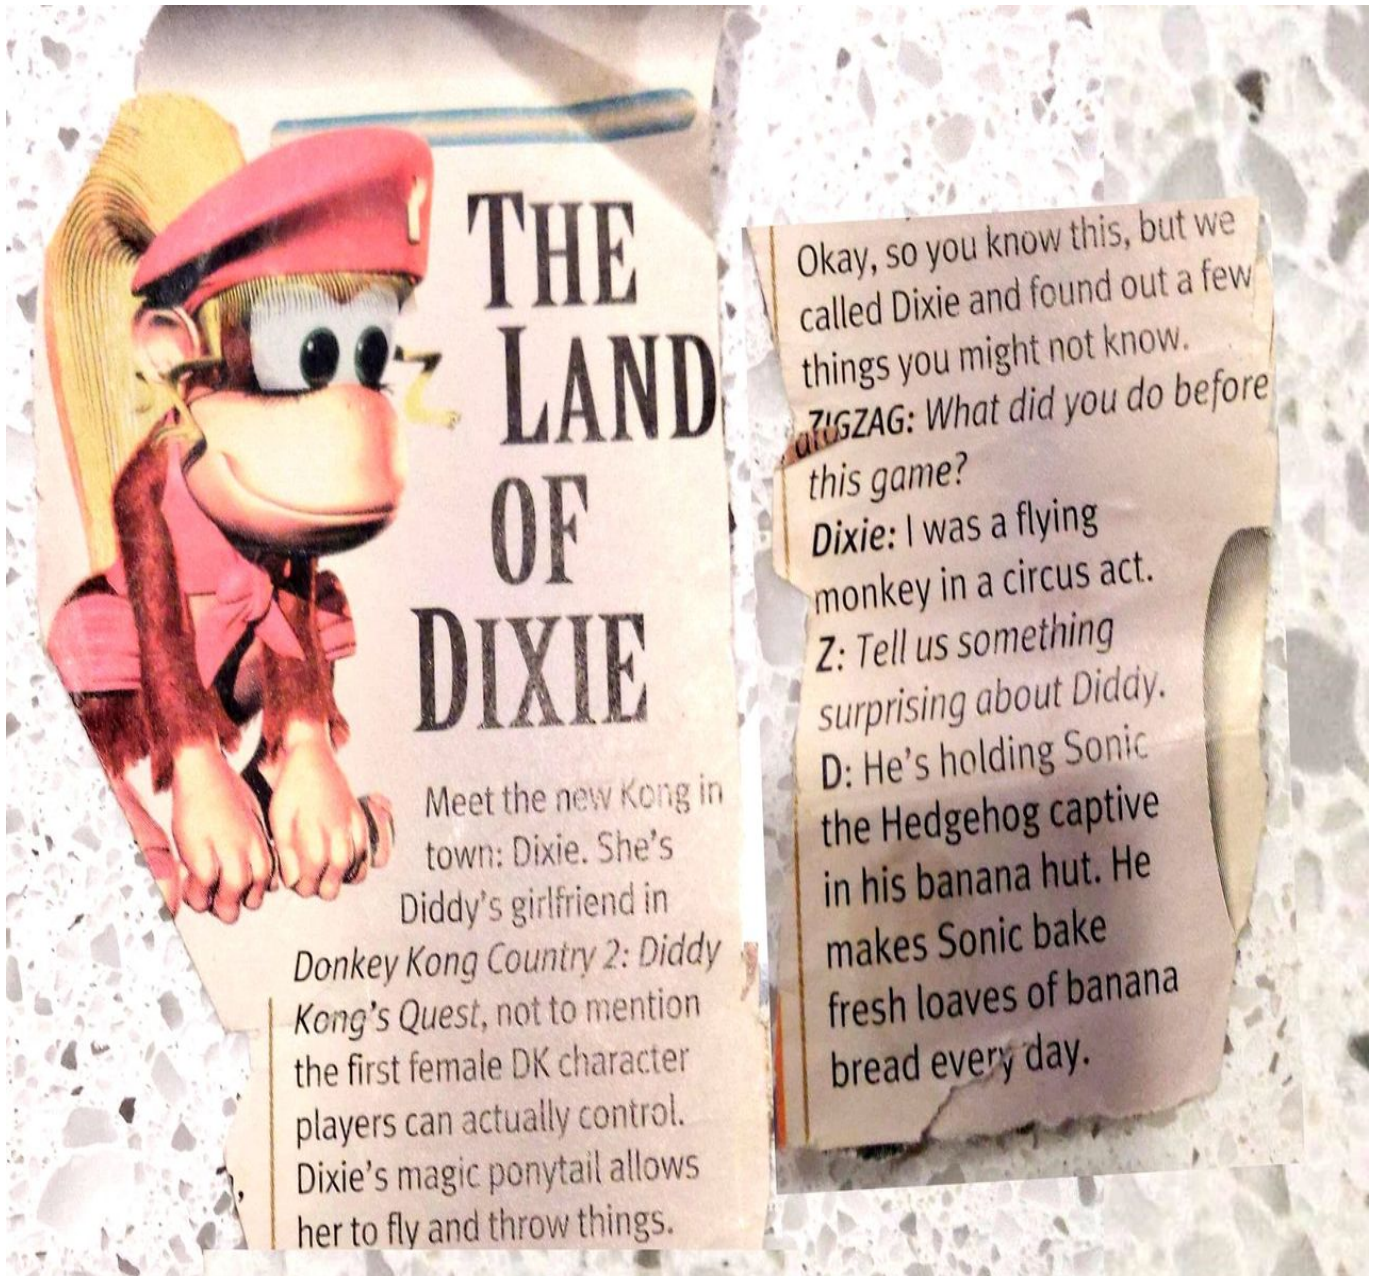 THE
LAND
OF
DIXIE
Meet the new Kong in
town: Dixie. She's
Diddy's girlfriend in
Donkey Kong Country 2: Diddy
Kong's Quest, not to mention
the first female DK character
players can actually control.
Dixie's magic ponytail allows
her to fly and throw things.
Okay, so you know this, but we
called Dixie and found out a few
things you might not know.
ZIGZAG: What did you do before
this game?
Dixie: I was a flying
monkey in a circus act.
Z: Tell us something
surprising about Diddy.
D: He's holding Sonic
the Hedgehog captive
in his banana hut. He
makes Sonic bake
fresh loaves of banana
bread every day.